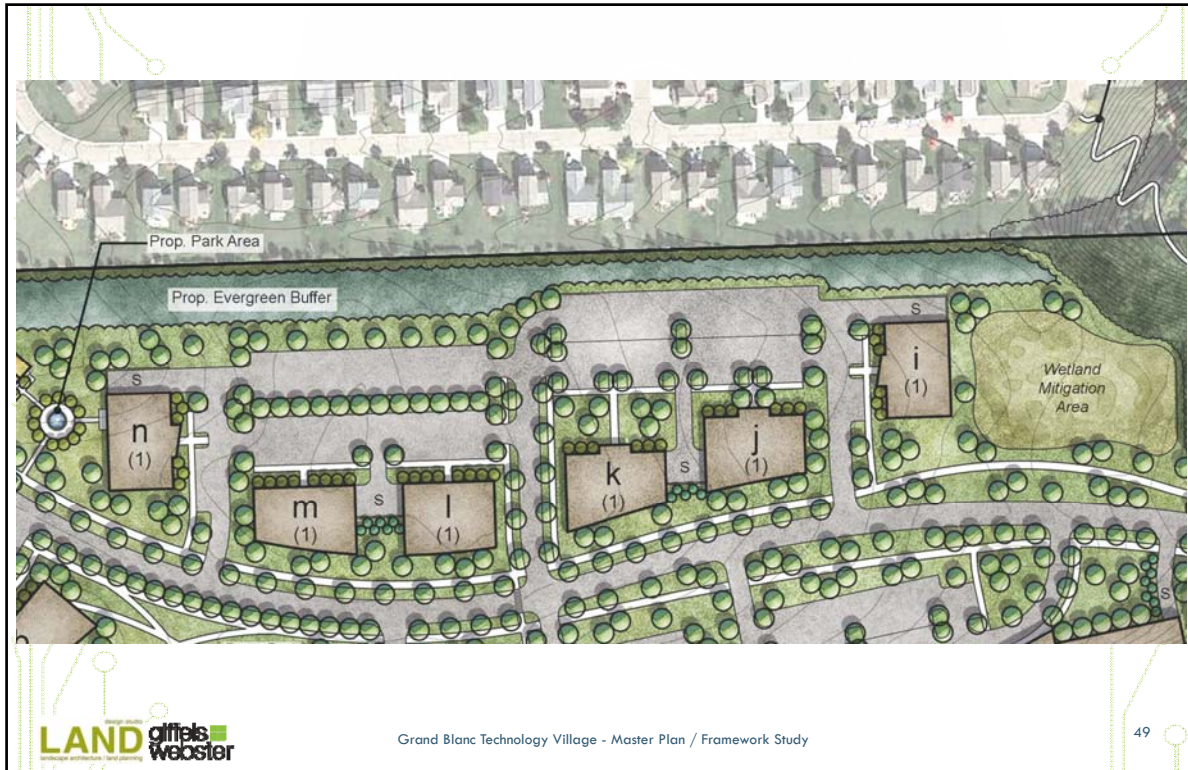 Prop. Park Area
Prop. Evergreen Buffer
S
S
i
(1)
Wetland
Mitigation
Area
n
(1)
j
(1)
k
(1)
S
m
(1)
S
l
(1)
S
design studio
LAND
landscape architecture / land planning
giffels
webster
Grand Blanc Technology Village - Master Plan / Framework Study
49